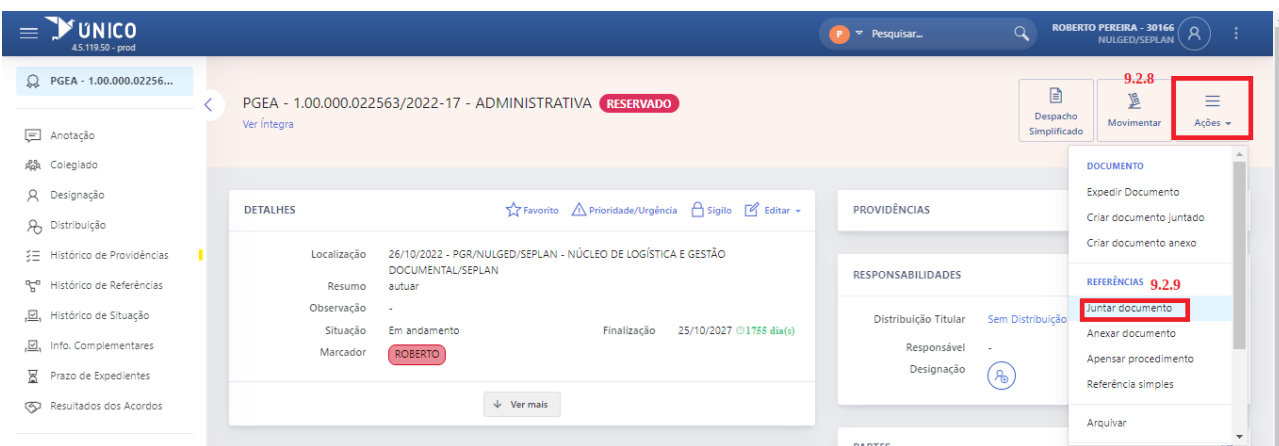 ÚNICO
4.5.119.50 - prod
P Pesquisar...
ROBERTO PEREIRA - 30166
NULGED/SEPLAN
PGEA - 1.00.000.02256...
Anotação
Colegiado
Designação
Distribuição
Histórico de Providências
Histórico de Referências
Histórico de Situação
Info. Complementares
Prazo de Expedientes
Resultados dos Acordos
PGEA - 1.00.000.022563/2022-17 - ADMINISTRATIVA RESERVADO
Ver Íntegra
9.2.8
Despacho
Simplificado
Movimentar
Ações
DETALHES
Favorito
Prioridade/Urgência
Sigilo
Editar
Localização 26/10/2022 - PGR/NULGED/SEPLAN - NÚCLEO DE LOGÍSTICA E GESTÃO
DOCUMENTAL/SEPLAN
Resumo autuar
Observação -
Situação Em andamento Finalização 25/10/2027 1755 dia(s)
Marcador ROBERTO
Ver mais
PROVIDÊNCIAS
RESPONSABILIDADES
Distribuição Titular Sem Distribuição
Responsável -
Designação
PARTES
DOCUMENTO
Expedir Documento
Criar documento juntado
Criar documento anexo
REFERÊNCIAS 9.2.9
Juntar documento
Anexar documento
Apensar procedimento
Referência simples
Arquivar